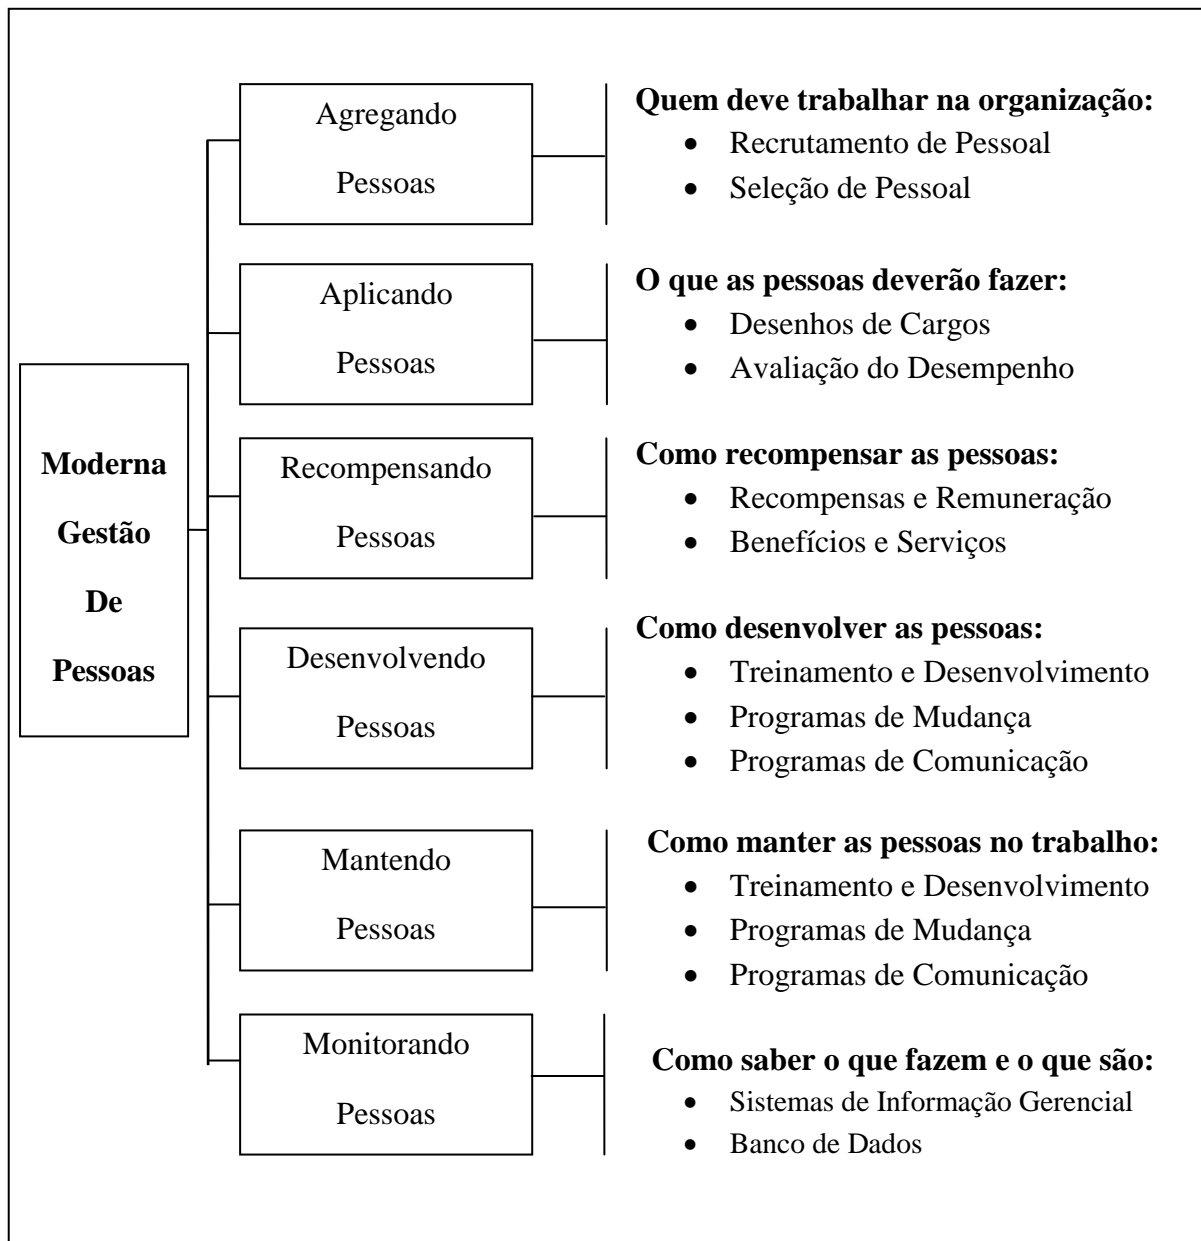 Moderna
Gestão
De
Pessoas
Agregando
Pessoas
Quem deve trabalhar na organização:
• Recrutamento de Pessoal
• Seleção de Pessoal
Aplicando
Pessoas
O que as pessoas deverão fazer:
• Desenhos de Cargos
• Avaliação do Desempenho
Recompensando
Pessoas
Como recompensar as pessoas:
• Recompensas e Remuneração
• Benefícios e Serviços
Desenvolvendo
Pessoas
Como desenvolver as pessoas:
• Treinamento e Desenvolvimento
• Programas de Mudança
• Programas de Comunicação
Mantendo
Pessoas
Como manter as pessoas no trabalho:
• Treinamento e Desenvolvimento
• Programas de Mudança
• Programas de Comunicação
Monitorando
Pessoas
Como saber o que fazem e o que são:
• Sistemas de Informação Gerencial
• Banco de Dados